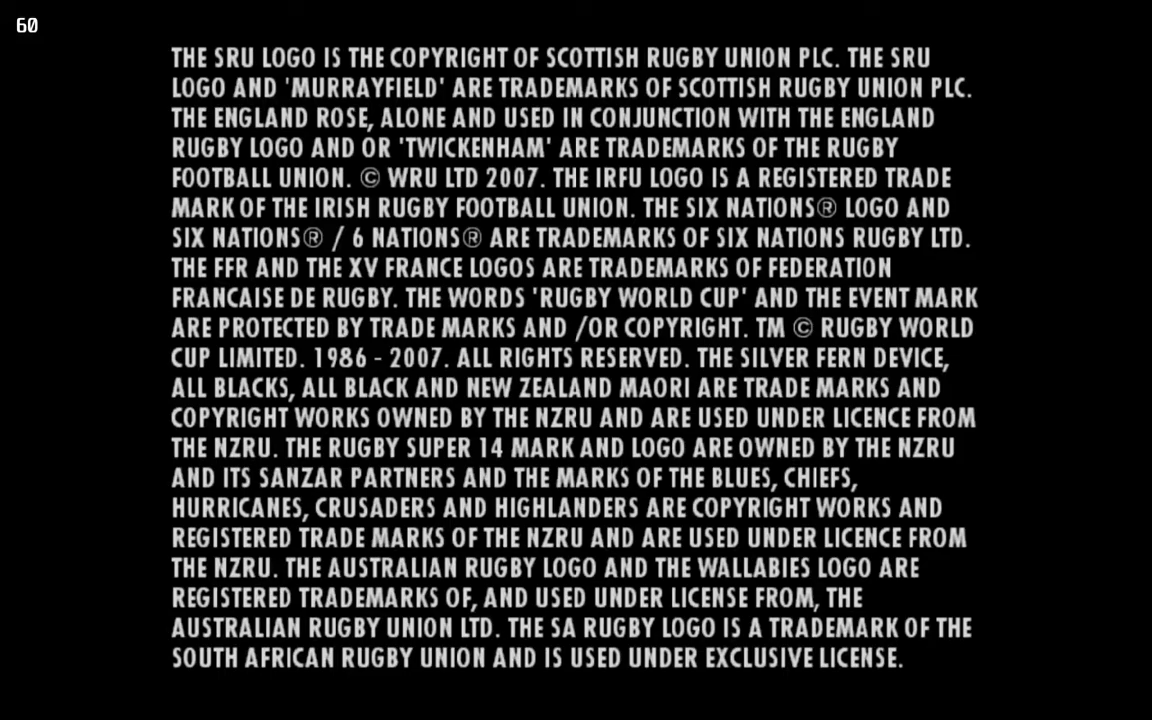 60
THE SRU LOGO IS THE COPYRIGHT OF SCOTTISH RUGBY UNION PLC. THE SRU
LOGO AND 'MURRAYFIELD' ARE TRADEMARKS OF SCOTTISH RUGBY UNION PLC.
THE ENGLAND ROSE, ALONE AND USED IN CONJUNCTION WITH THE ENGLAND
RUGBY LOGO AND OR 'TWICKENHAM' ARE TRADEMARKS OF THE RUGBY
FOOTBALL UNION. © WRU LTD 2007. THE IRFU LOGO IS A REGISTERED TRADE
MARK OF THE IRISH RUGBY FOOTBALL UNION. THE SIX NATIONS® LOGO AND
SIX NATIONS® / 6 NATIONS® ARE TRADEMARKS OF SIX NATIONS RUGBY LTD.
THE FFR AND THE XV FRANCE LOGOS ARE TRADEMARKS OF FEDERATION
FRANCAISE DE RUGBY. THE WORDS 'RUGBY WORLD CUP' AND THE EVENT MARK
ARE PROTECTED BY TRADE MARKS AND /OR COPYRIGHT. TM © RUGBY WORLD
CUP LIMITED. 1986 - 2007. ALL RIGHTS RESERVED. THE SILVER FERN DEVICE,
ALL BLACKS, ALL BLACK AND NEW ZEALAND MAORI ARE TRADE MARKS AND
COPYRIGHT WORKS OWNED BY THE NZRU AND ARE USED UNDER LICENCE FROM
THE NZRU. THE RUGBY SUPER 14 MARK AND LOGO ARE OWNED BY THE NZRU
AND ITS SANZAR PARTNERS AND THE MARKS OF THE BLUES, CHIEFS,
HURRICANES, CRUSADERS AND HIGHLANDERS ARE COPYRIGHT WORKS AND
REGISTERED TRADE MARKS OF THE NZRU AND ARE USED UNDER LICENCE FROM
THE NZRU. THE AUSTRALIAN RUGBY LOGO AND THE WALLABIES LOGO ARE
REGISTERED TRADEMARKS OF, AND USED UNDER LICENSE FROM, THE
AUSTRALIAN RUGBY UNION LTD. THE SA RUGBY LOGO IS A TRADEMARK OF THE
SOUTH AFRICAN RUGBY UNION AND IS USED UNDER EXCLUSIVE LICENSE.